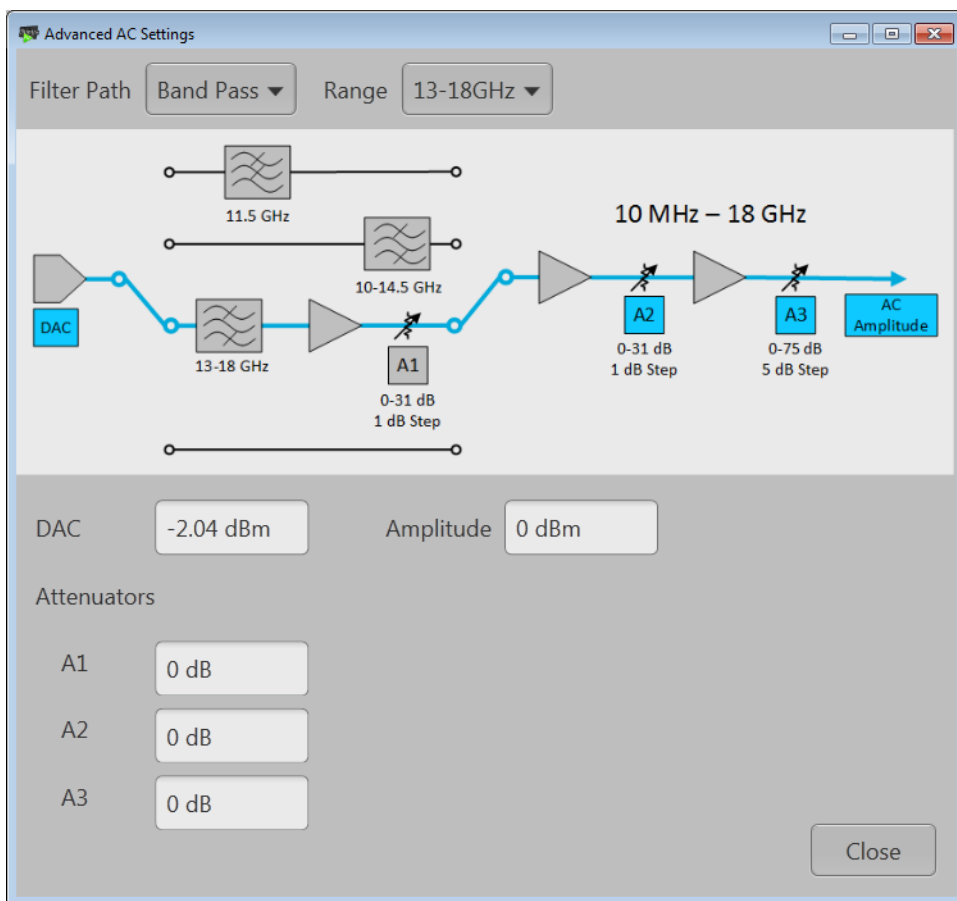 Advanced AC Settings
Filter Path Band Pass Range 13-18GHz
11.5 GHz
10 MHz – 18 GHz
10-14.5 GHz
DAC
13-18 GHz
A1
0-31 dB
1 dB Step
A2
0-31 dB
1 dB Step
A3
0-75 dB
5 dB Step
AC
Amplitude
DAC -2.04 dBm Amplitude 0 dBm
Attenuators
A1 0 dB
A2 0 dB
A3 0 dB
Close